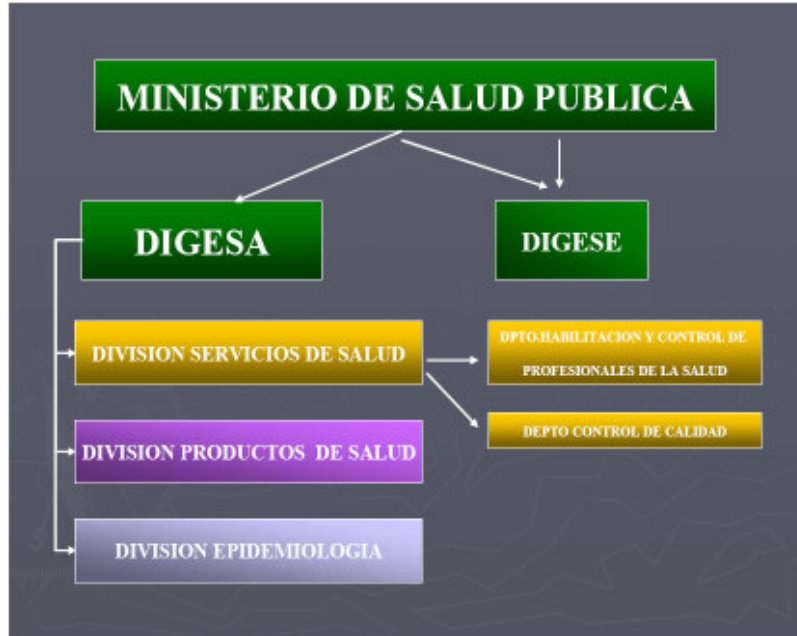 MINISTERIO DE SALUD PUBLICA
DIGESA
DIGESE
DIVISION SERVICIOS DE SALUD
DPTO.HABILITACION Y CONTROL DE
PROFESIONALES DE LA SALUD
DEPTO CONTROL DE CALIDAD
DIVISION PRODUCTOS DE SALUD
DIVISION EPIDEMIOLOGIA